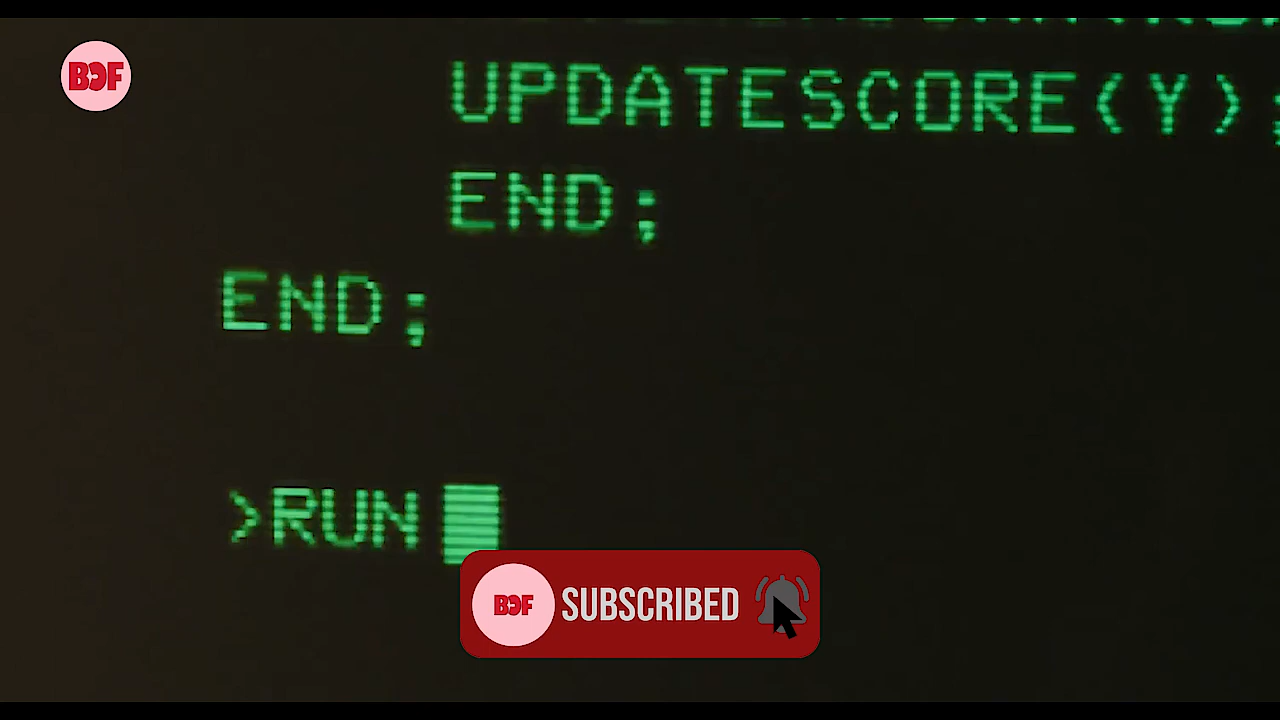 BOF
UPDATESCORE(Y);
END;
END;
>RUN
BOF SUBSCRIBED